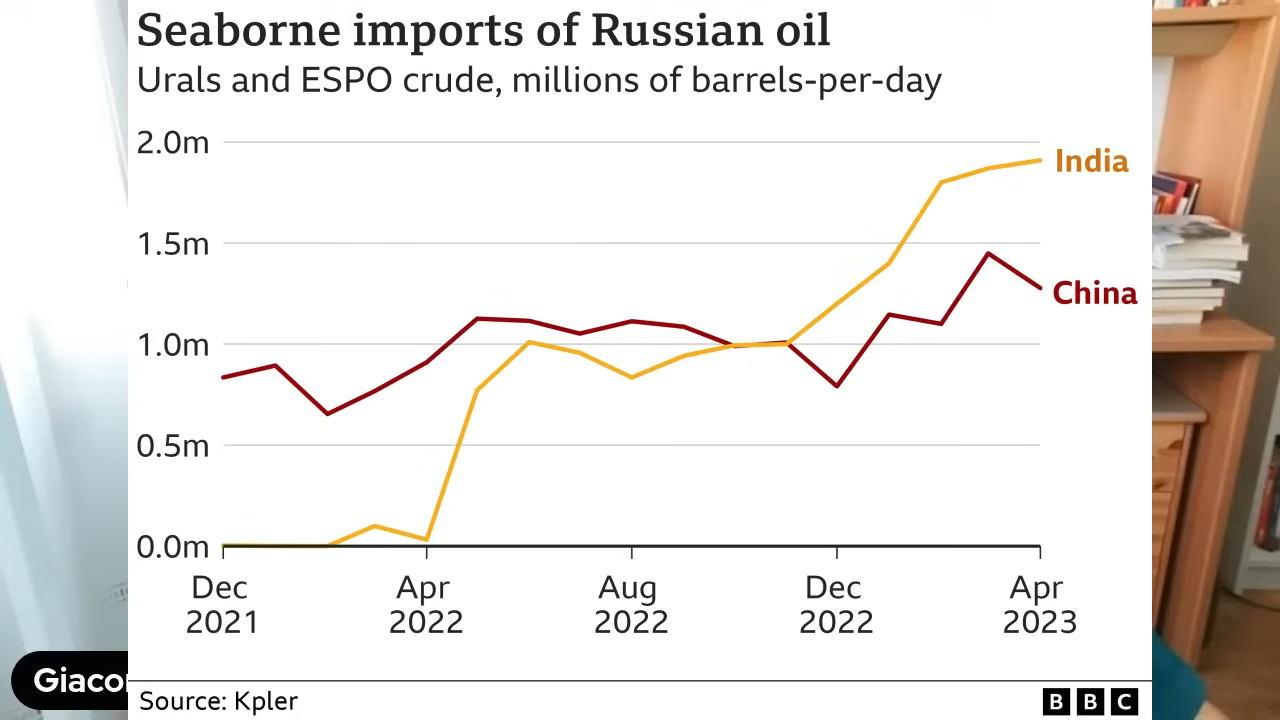 Seaborne imports of Russian oil
Urals and ESPO crude, millions of barrels-per-day
2.0m
India
1.5m
China
1.0m
0.5m
0.0m
Dec 2021
Apr 2022
Aug 2022
Dec 2022
Apr 2023
Giacom
Source: Kpler
BBC